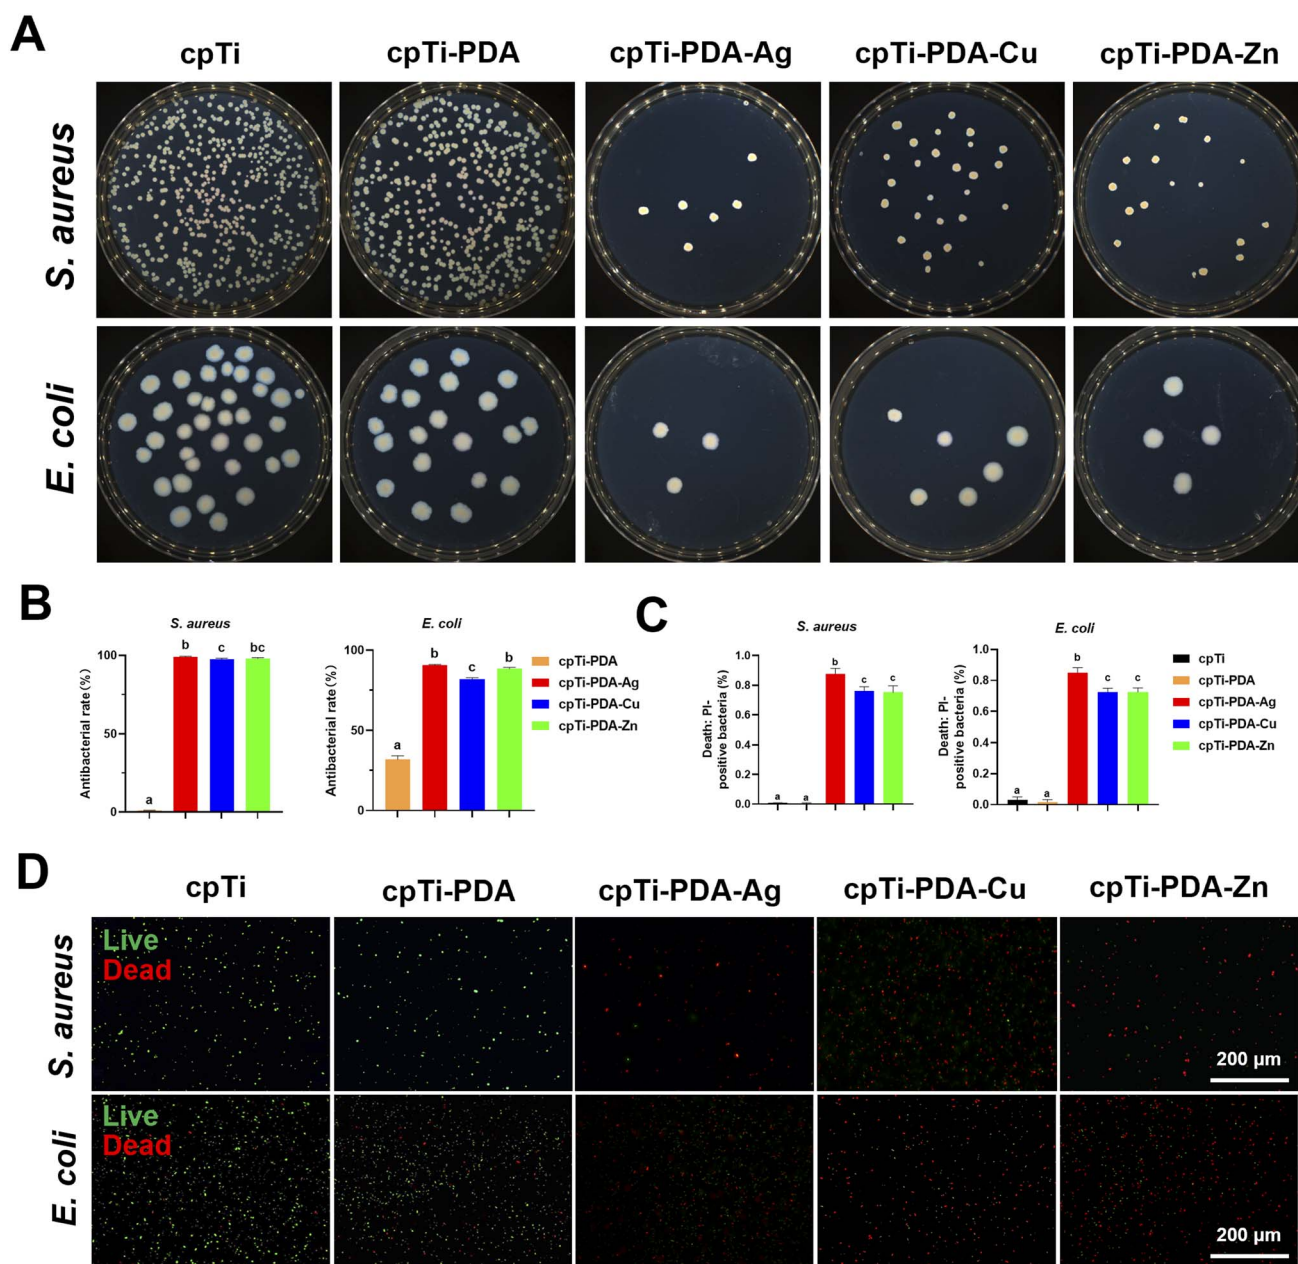 A
cpTi
cpTi-PDA
cpTi-PDA-Ag
cpTi-PDA-Cu
cpTi-PDA-Zn
S. aureus
E. coli
B
S. aureus
Antibacterial rate (%)
100
50
0
a
b
c
bc
E. coli
Antibacterial rate (%)
100
50
0
a
b
c
b
cpTi-PDA
cpTi-PDA-Ag
cpTi-PDA-Cu
cpTi-PDA-Zn
C
S. aureus
Death: PI-
positive bacteria (%)
1.0
0.8
0.6
0.4
0.2
0.0
a
a
b
c
c
E. coli
Death: PI-
positive bacteria (%)
1.0
0.8
0.6
0.4
0.2
0.0
a
a
b
c
c
cpTi
cpTi-PDA
cpTi-PDA-Ag
cpTi-PDA-Cu
cpTi-PDA-Zn
D
cpTi
cpTi-PDA
cpTi-PDA-Ag
cpTi-PDA-Cu
cpTi-PDA-Zn
S. aureus
Live
Dead
200 µm
E. coli
Live
Dead
200 µm